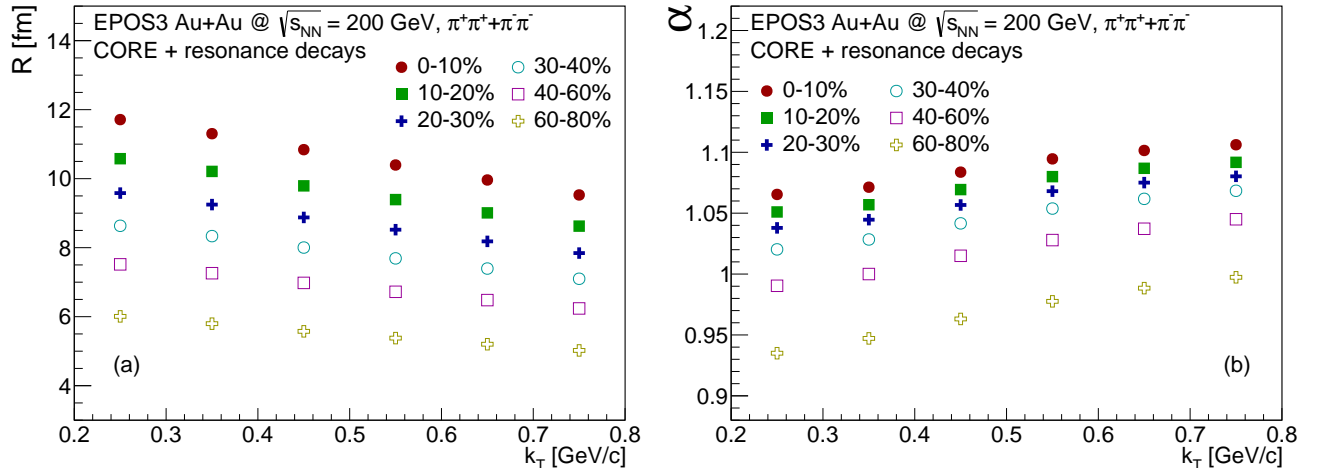 EPOS3 Au+Au @ √s_NN = 200 GeV, π⁺π⁺+π⁻π⁻
CORE + resonance decays
0-10%
30-40%
10-20%
40-60%
20-30%
60-80%
R [fm]
14
12
10
8
6
4
(a)
0.2 0.3 0.4 0.5 0.6 0.7 0.8
k_T [GeV/c]
EPOS3 Au+Au @ √s_NN = 200 GeV, π⁺π⁺+π⁻π⁻
CORE + resonance decays
0-10%
30-40%
10-20%
40-60%
20-30%
60-80%
α
1.2
1.15
1.1
1.05
1
0.95
0.9
(b)
0.2 0.3 0.4 0.5 0.6 0.7 0.8
k_T [GeV/c]